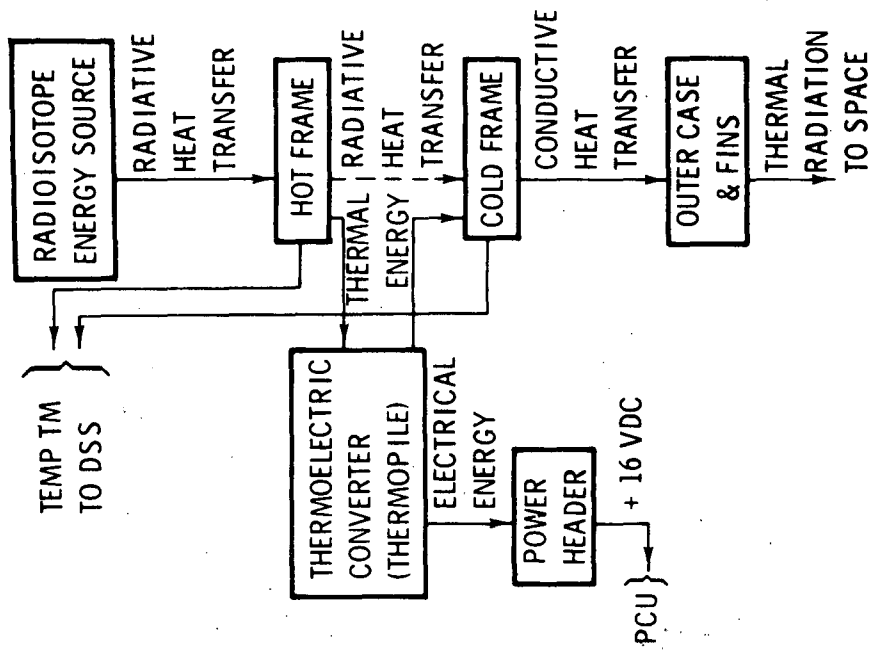 RADIOISOTOPE
ENERGY SOURCE
RADIATIVE
HEAT
TRANSFER
TEMP TM
TO DSS
HOT FRAME
THERMAL
ENERGY
RADIATIVE
HEAT
TRANSFER
THERMOELECTRIC
CONVERTER
(THERMOPILE)
COLD FRAME
ELECTRICAL
ENERGY
CONDUCTIVE
HEAT
TRANSFER
POWER
HEADER
OUTER CASE
& FINS
+ 16 VDC
PCU
THERMAL
RADIATION
TO SPACE